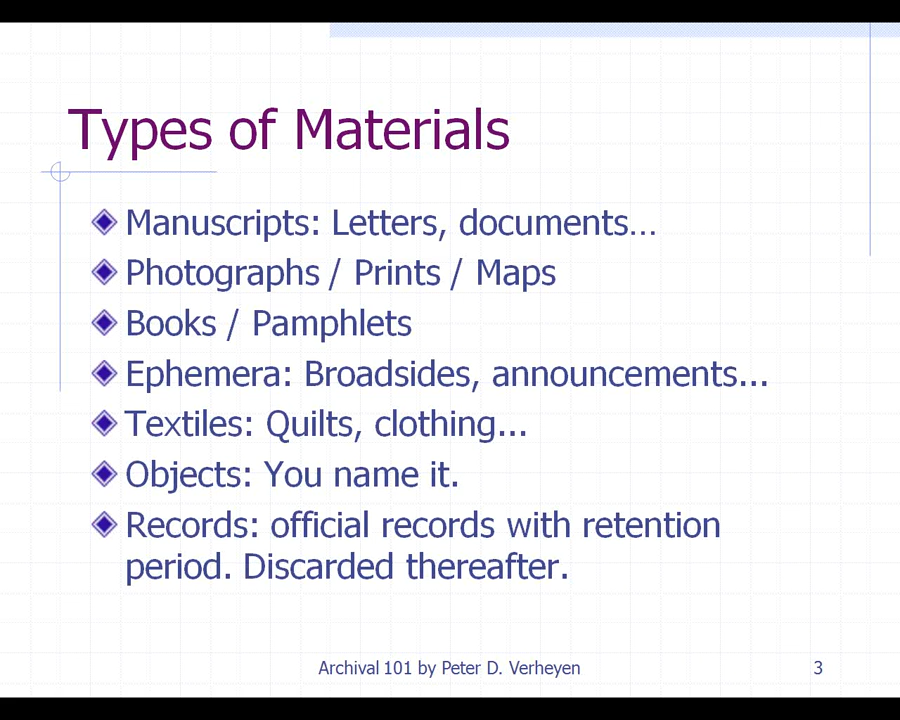 Types of Materials
Manuscripts: Letters, documents…
Photographs / Prints / Maps
Books / Pamphlets
Ephemera: Broadsides, announcements...
Textiles: Quilts, clothing...
Objects: You name it.
Records: official records with retention
period. Discarded thereafter.
Archival 101 by Peter D. Verheyen
3